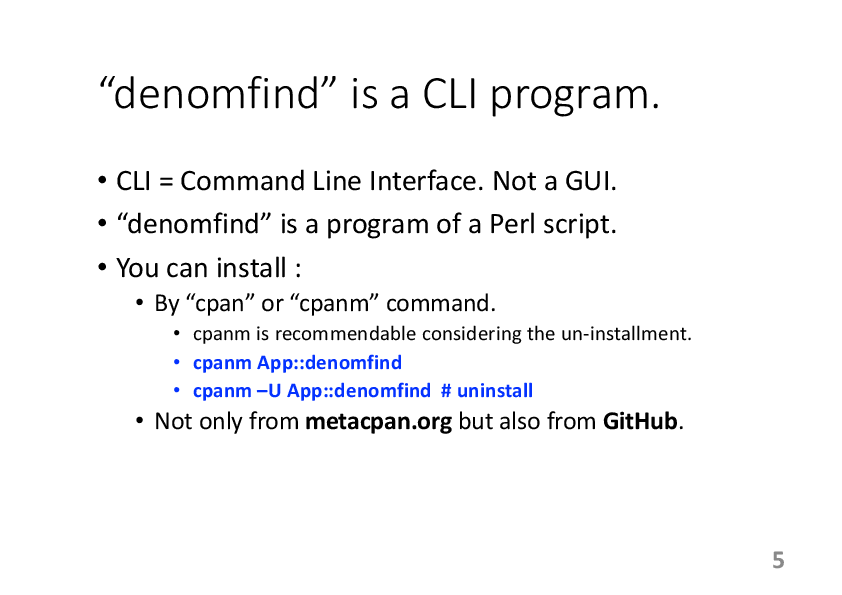 “denomfind” is a CLI program.
• CLI = Command Line Interface. Not a GUI.
• “denomfind” is a program of a Perl script.
• You can install :
• By “cpan” or “cpanm” command.
• cpanm is recommendable considering the un-installment.
• cpanm App::denomfind
• cpanm –U App::denomfind # uninstall
• Not only from metacpan.org but also from GitHub.
5